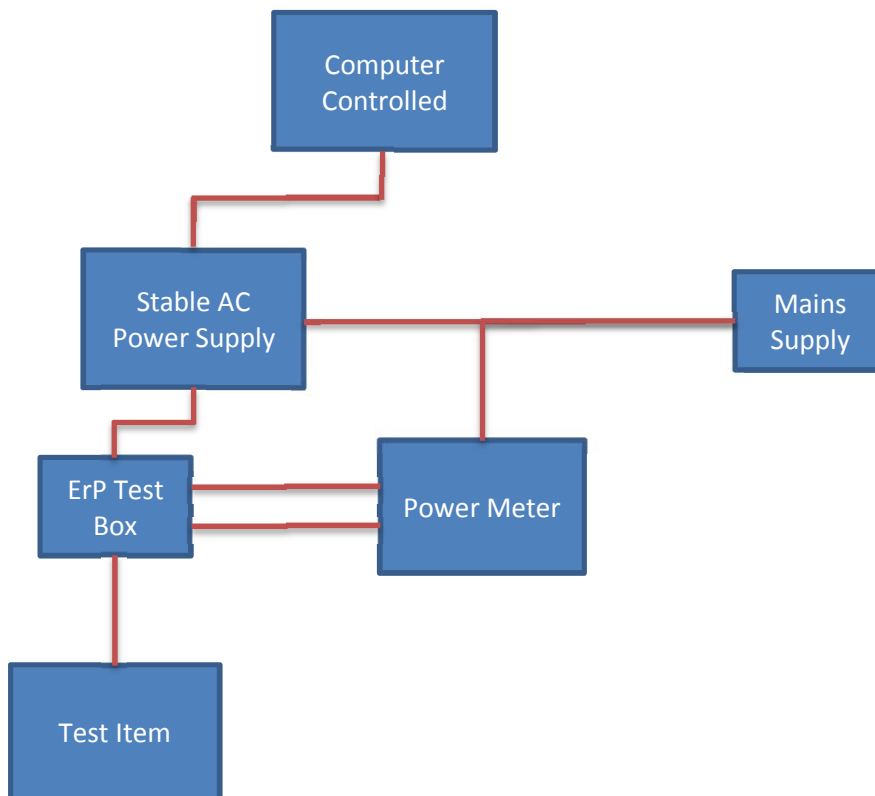 Computer
Controlled
Stable AC
Power Supply
Mains
Supply
ErP Test
Box
Power Meter
Test Item